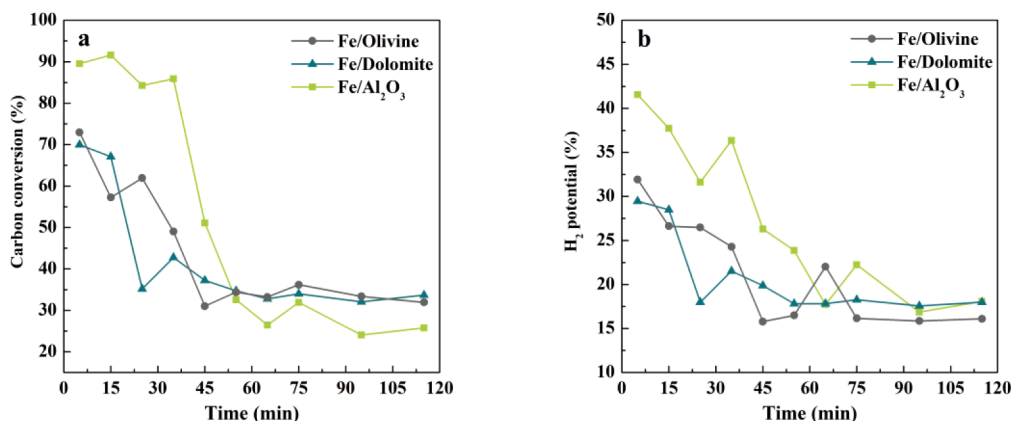 a
Fe/Olivine
Fe/Dolomite
Fe/Al₂O₃
Carbon conversion (%)
100
90
80
70
60
50
40
30
20
0 15 30 45 60 75 90 105 120
Time (min)
b
Fe/Olivine
Fe/Dolomite
Fe/Al₂O₃
H₂ potential (%)
50
45
40
35
30
25
20
15
10
0 15 30 45 60 75 90 105 120
Time (min)